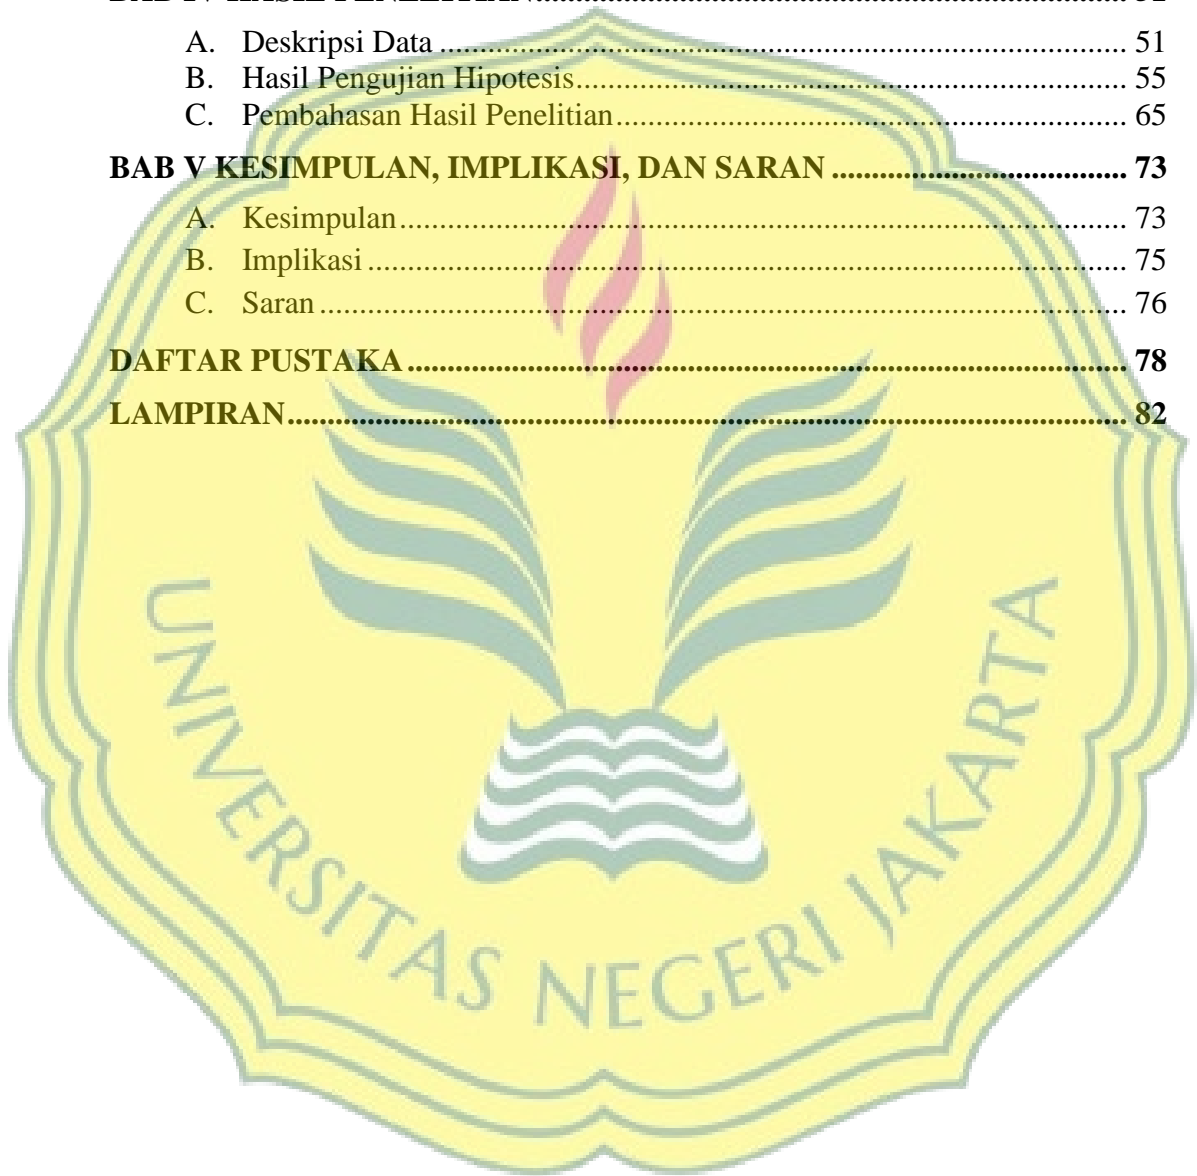 A. Deskripsi Data ........ 51
B. Hasil Pengujian Hipotesis ........ 55
C. Pembahasan Hasil Penelitian ........ 65
BAB V KESIMPULAN, IMPLIKASI, DAN SARAN ........ 73
A. Kesimpulan ........ 73
B. Implikasi ........ 75
C. Saran ........ 76
DAFTAR PUSTAKA ........ 78
LAMPIRAN ........ 82
UNIVERSITAS NEGERI JAKARTA